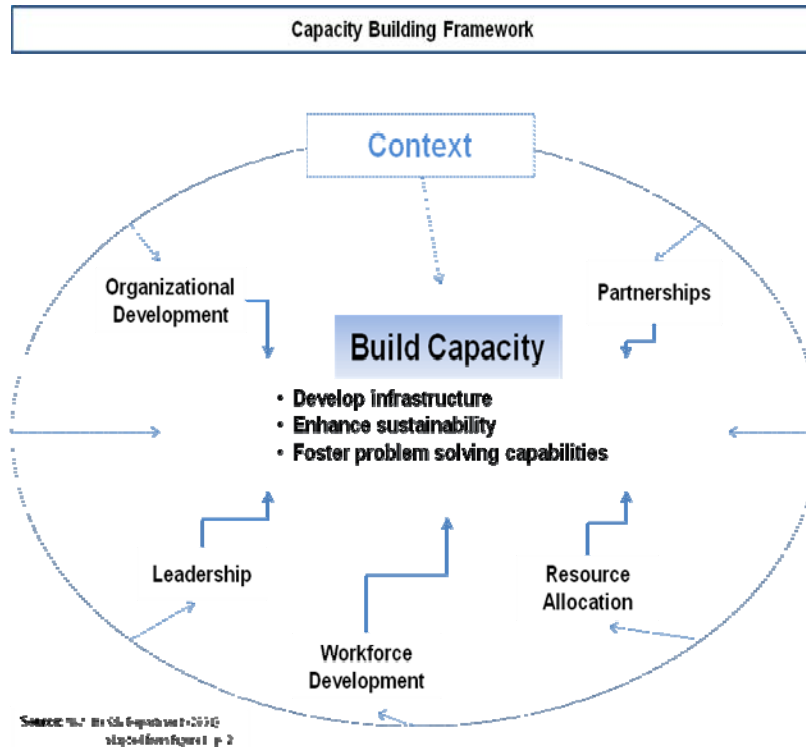 Capacity Building Framework
Context
Organizational
Development
Partnerships
Build Capacity
• Develop infrastructure
• Enhance sustainability
• Foster problem solving capabilities
Leadership
Workforce
Development
Resource
Allocation
Source:
p 2